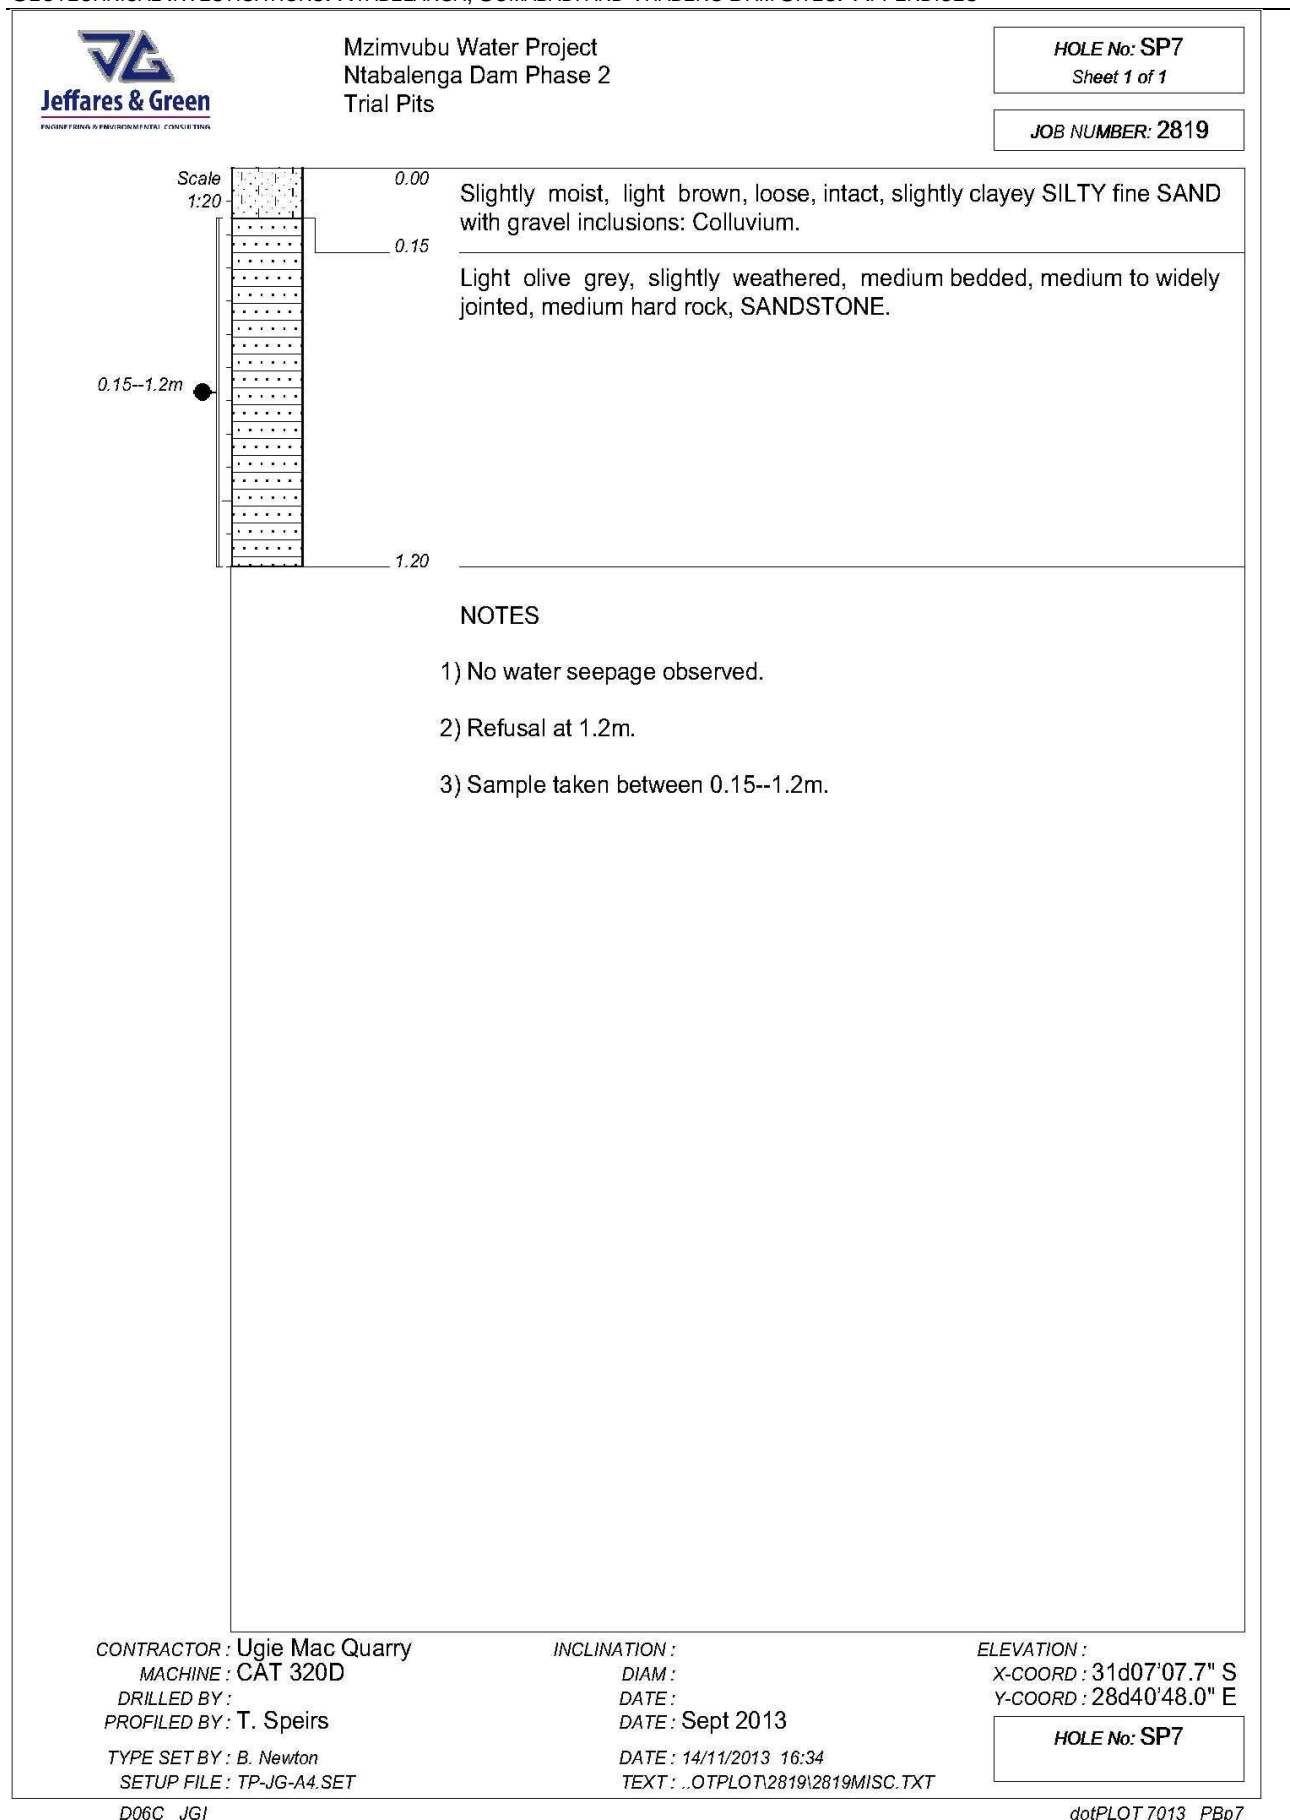 Jeffares & Green
ENGINEERING & ENVIRONMENTAL CONSULTING
Mzimvubu Water Project
Ntabalenga Dam Phase 2
Trial Pits
HOLE No: SP7
Sheet 1 of 1
JOB NUMBER: 2819
Scale
1:20
0.00
Slightly moist, light brown, loose, intact, slightly clayey SILTY fine SAND
with gravel inclusions: Colluvium.
0.15
Light olive grey, slightly weathered, medium bedded, medium to widely
jointed, medium hard rock, SANDSTONE.
0.15--1.2m
1.20
NOTES
1) No water seepage observed.
2) Refusal at 1.2m.
3) Sample taken between 0.15--1.2m.
CONTRACTOR : Ugie Mac Quarry
MACHINE : CAT 320D
DRILLED BY :
PROFILED BY : T. Speirs
TYPE SET BY : B. Newton
SETUP FILE : TP-JG-A4.SET
INCLINATION :
DIAM :
DATE :
DATE : Sept 2013
DATE : 14/11/2013 16:34
TEXT : ..OTPLOT\2819\2819MISC.TXT
ELEVATION :
X-COORD : 31d07'07.7" S
Y-COORD : 28d40'48.0" E
HOLE No: SP7
D06C JGI
dotPLOT 7013 PBp7